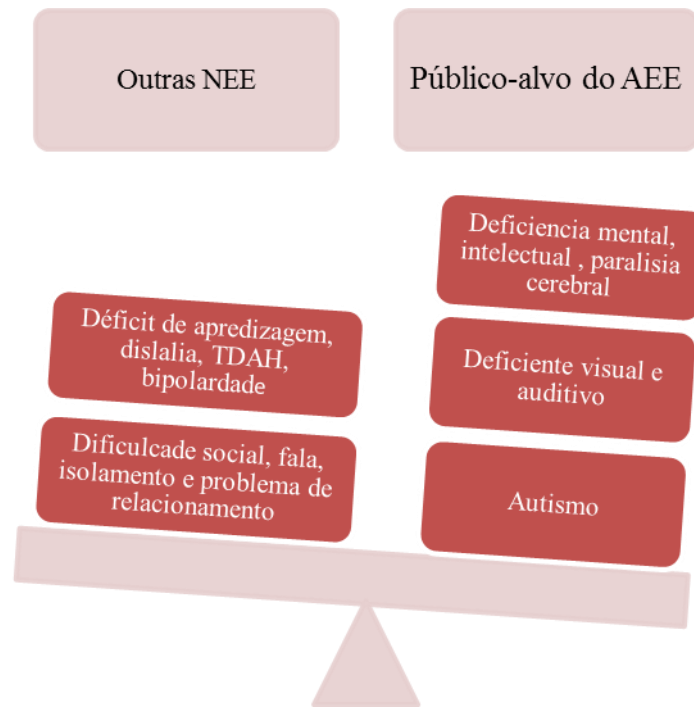 Outras NEE
Público-alvo do AEE
Déficit de apredizagem,
dislalia, TDAH,
bipolardade
Dificulcade social, fala,
isolamento e problema de
relacionamento
Deficiencia mental,
intelectual , paralisia
cerebral
Deficiente visual e
auditivo
Autismo